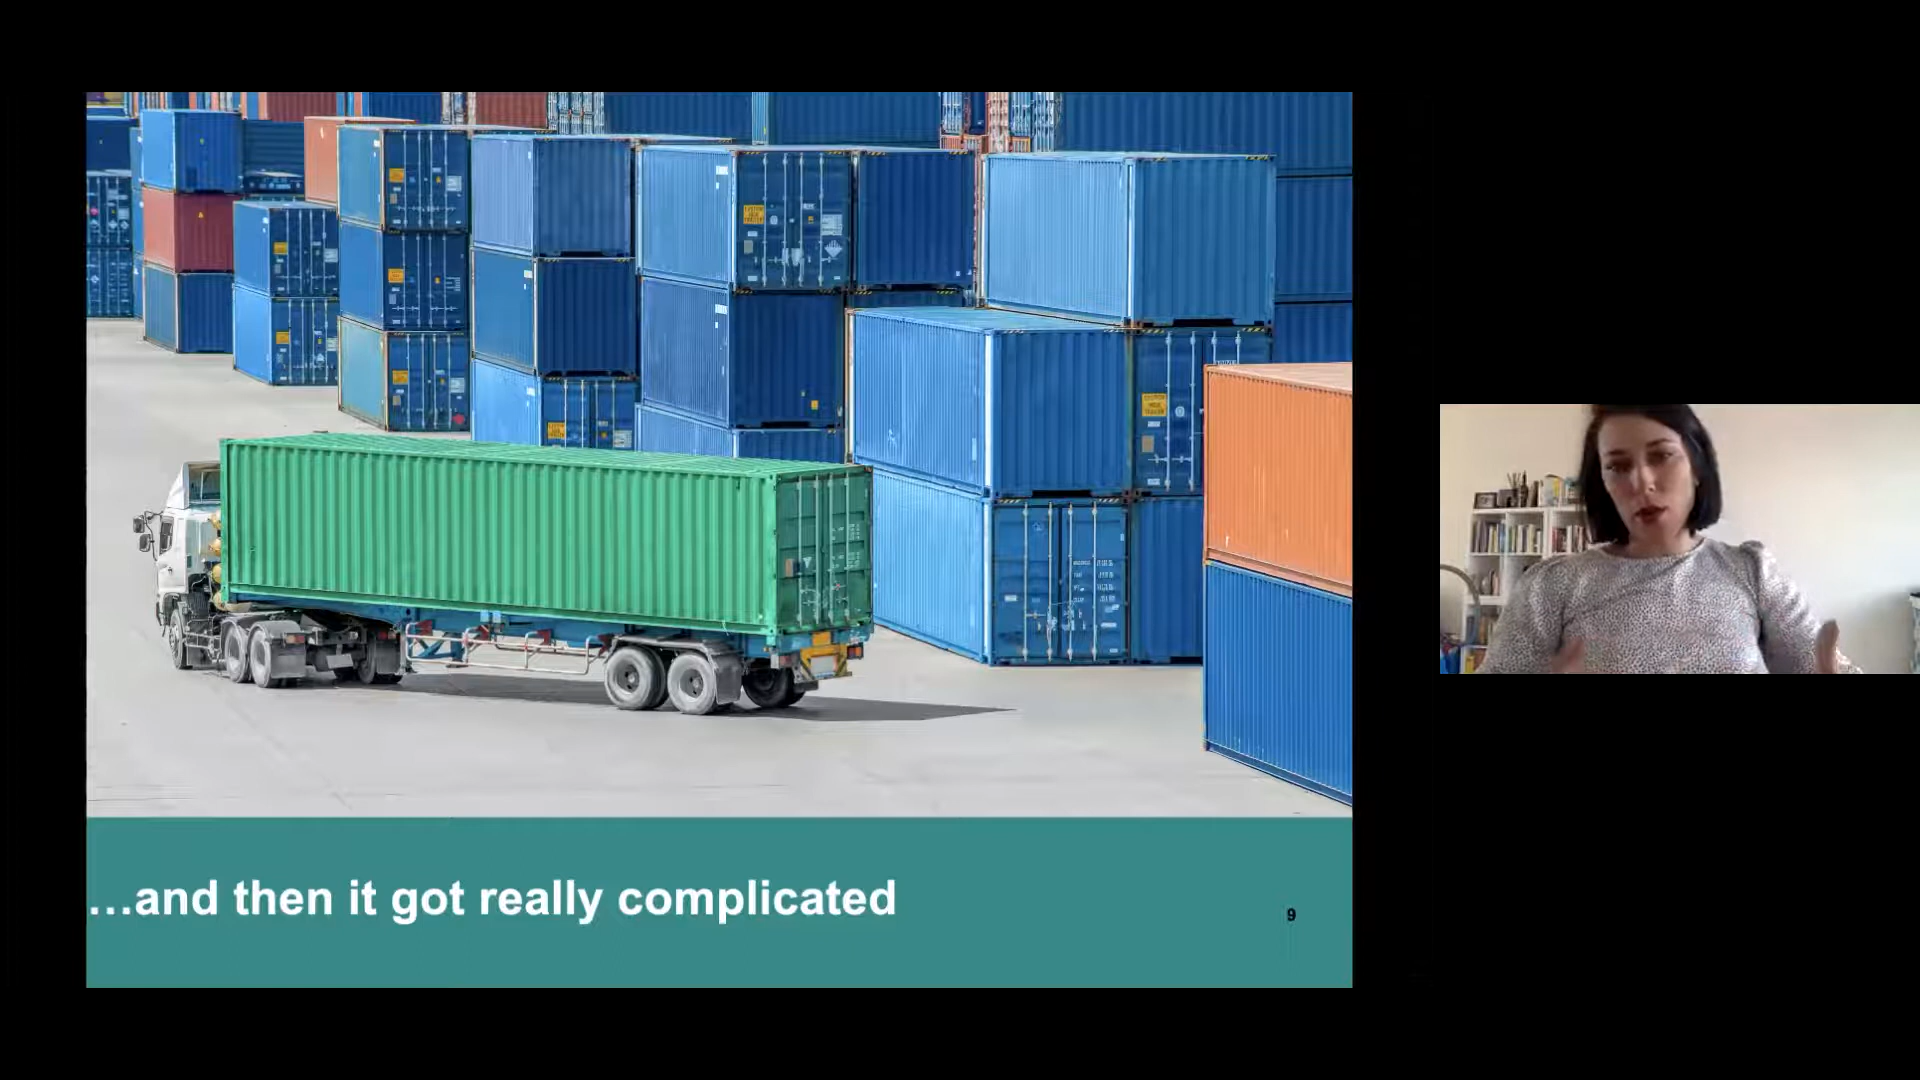 …and then it got really complicated
9